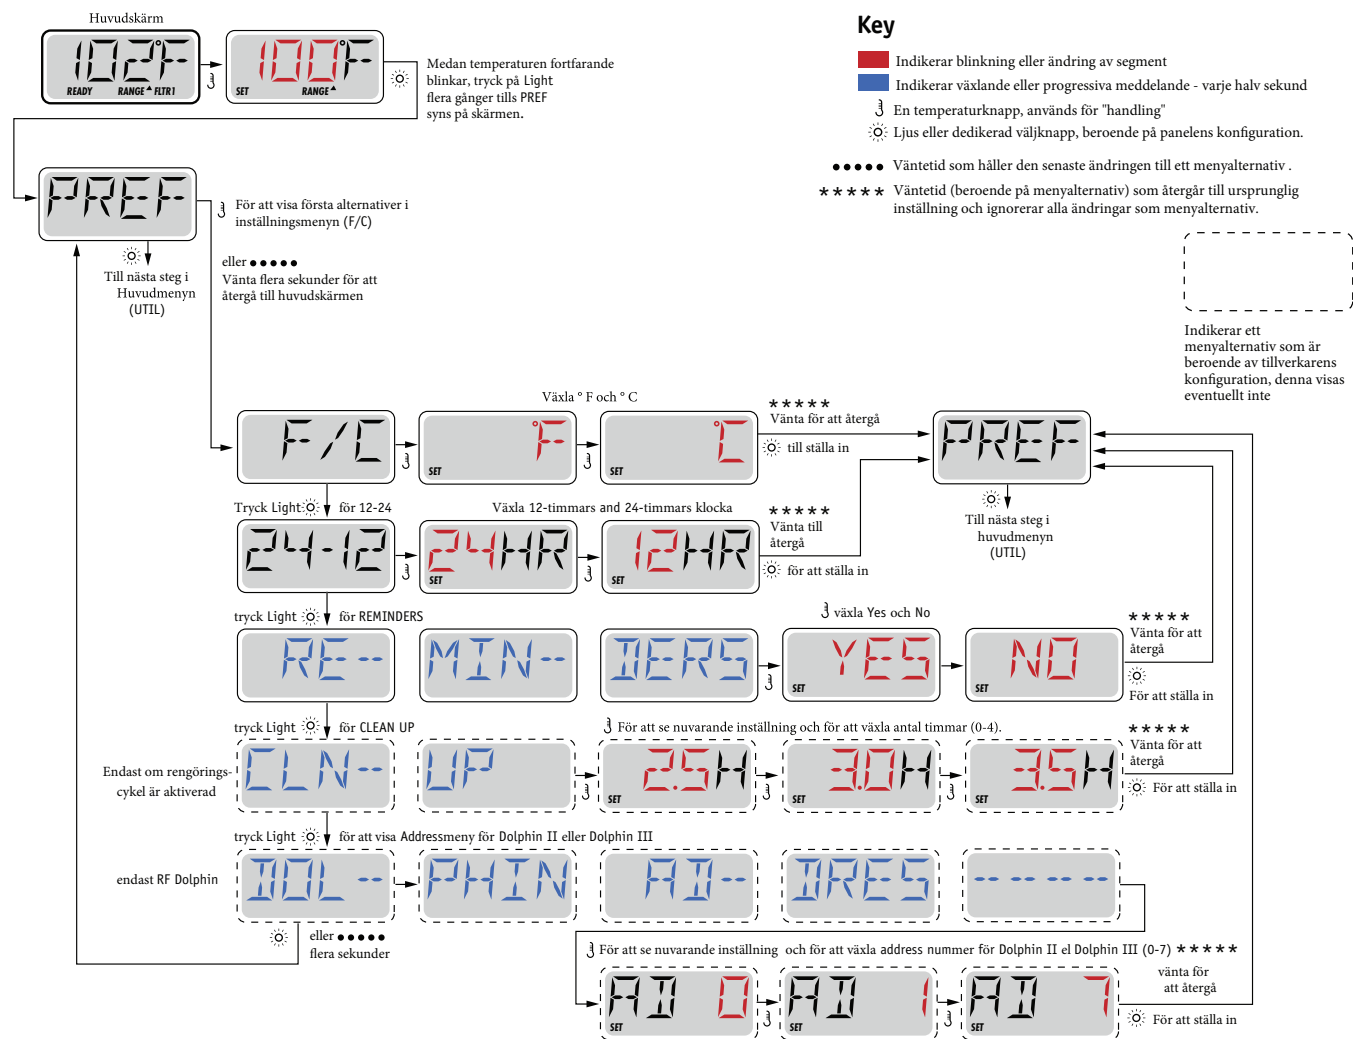 Huvudskärm
102°F
READY RANGE FLTR1
100°F
SET RANGE
Medan temperaturen fortfarande
blinkar, tryck på Light
flera gånger tills PREF
syns på skärmen.
Key
Indikerar blinkning eller ändring av segment
Indikerar växlande eller progressiva meddelande - varje halv sekund
En temperaturknapp, används för "handling"
Ljus eller dedikerad väljknapp, beroende på panelens konfiguration.
••••• Väntetid som håller den senaste ändringen till ett menyalternativ .
***** Väntetid (beroende på menyalternativ) som återgår till ursprunglig
inställning och ignorerar alla ändringar som menyalternativ.
Indikerar ett
menyalternativ som är
beroende av tillverkarens
konfiguration, denna visas
eventuellt inte
PREF
För att visa första alternativer i
inställningsmenyn (F/C)
eller •••••
Vänta flera sekunder för att
återgå till huvudskärmen
Till nästa steg i
Huvudmenyn
(UTIL)
Växla ° F och ° C
F/C
°F
SET
°C
SET
*****
Vänta för att återgå
till ställa in
PREF
Till nästa steg i
huvudmenyn
(UTIL)
Tryck Light för 12-24
Växla 12-timmars and 24-timmars klocka
24-12
24HR
SET
12HR
SET
*****
Vänta till
återgå
för att ställa in
tryck Light för REMINDERS
växla Yes och No
RE--
MIN--
DERS
YES
SET
NO
SET
*****
Vänta för att
återgå
För att ställa in
tryck Light för CLEAN UP
För att se nuvarande inställning och för att växla antal timmar (0-4).
Endast om rengörings-
cykel är aktiverad
CLN--
UP
2.5H
SET
3.0H
SET
3.5H
SET
*****
Vänta för att
återgå
För att ställa in
tryck Light för att visa Addressmeny för Dolphin II eller Dolphin III
endast RF Dolphin
DOL--
PHIN
AD--
DRES
-- -- -- --
eller •••••
flera sekunder
För att se nuvarande inställning och för att växla address nummer för Dolphin II el Dolphin III (0-7) *****
AD 0
SET
AD 1
SET
AD 7
SET
vänta för
att återgå
För att ställa in